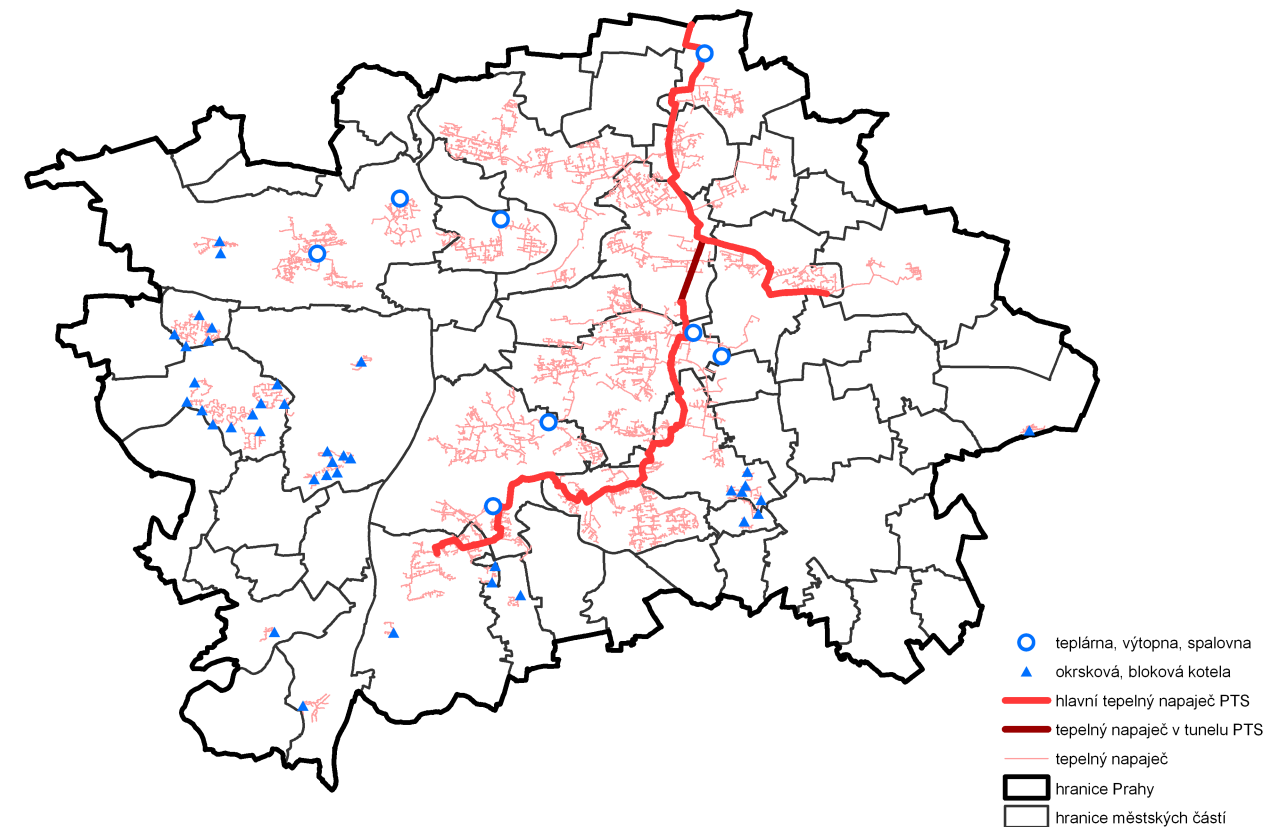 teplárna, výtopna, spalovna
okrsková, bloková kotela
hlavní tepelný napaječ PTS
tepelný napaječ v tunelu PTS
tepelný napaječ
hranice Prahy
hranice městských částí